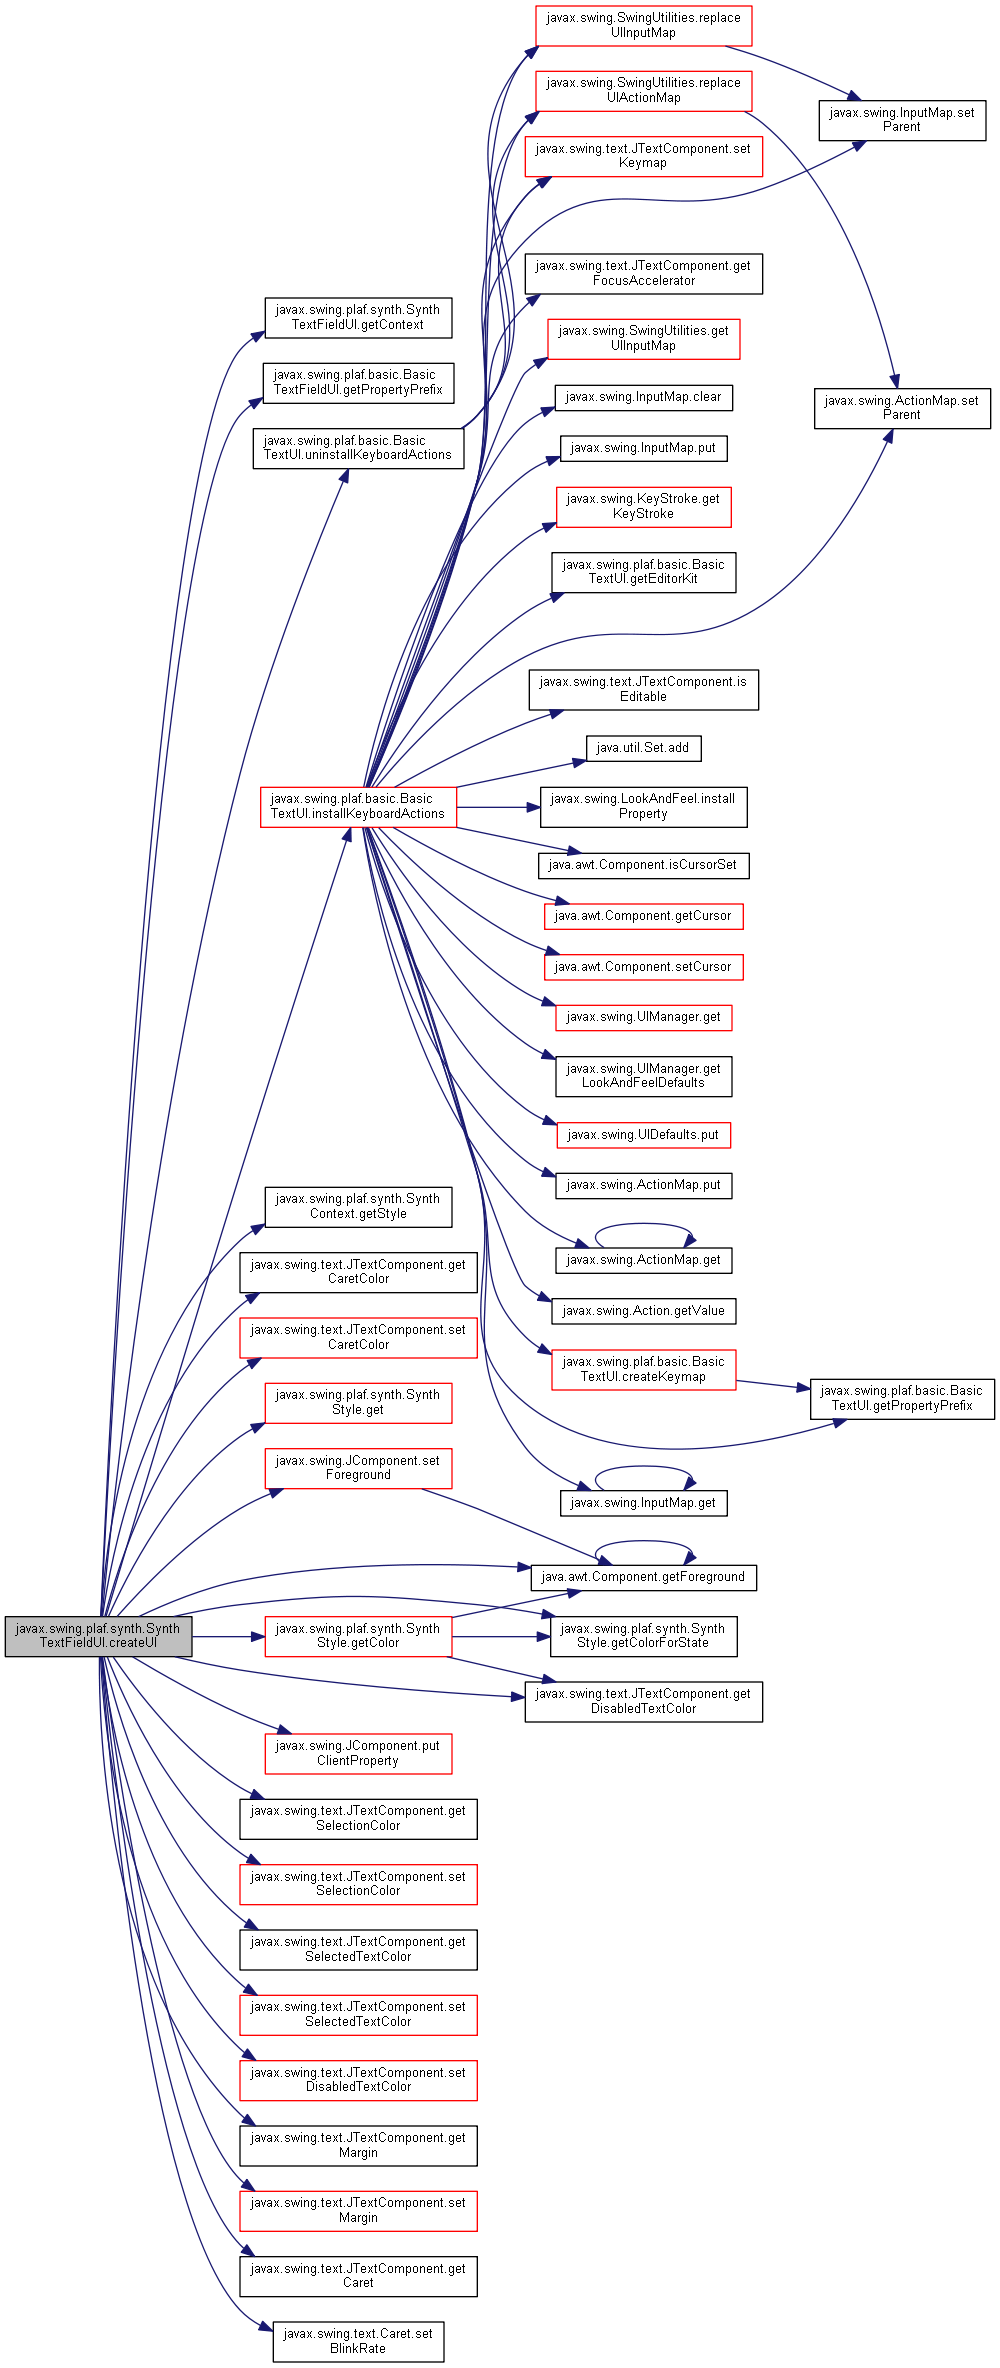 javax.swing.SwingUtilities.replace
UIInputMap
javax.swing.SwingUtilities.replace
UIActionMap
javax.swing.InputMap.set
Parent
javax.swing.text.JTextComponent.set
Keymap
javax.swing.text.JTextComponent.get
FocusAccelerator
javax.swing.plaf.synth.Synth
TextFieldUI.getContext
javax.swing.SwingUtilities.get
UIInputMap
javax.swing.plaf.basic.Basic
TextFieldUI.getPropertyPrefix
javax.swing.InputMap.clear
javax.swing.ActionMap.set
Parent
javax.swing.plaf.basic.Basic
TextUI.uninstallKeyboardActions
javax.swing.InputMap.put
javax.swing.KeyStroke.get
KeyStroke
javax.swing.plaf.basic.Basic
TextUI.getEditorKit
javax.swing.text.JTextComponent.is
Editable
java.util.Set.add
javax.swing.plaf.basic.Basic
TextUI.installKeyboardActions
javax.swing.LookAndFeel.install
Property
java.awt.Component.isCursorSet
java.awt.Component.getCursor
java.awt.Component.setCursor
javax.swing.UIManager.get
javax.swing.UIManager.get
LookAndFeelDefaults
javax.swing.UIDefaults.put
javax.swing.ActionMap.put
javax.swing.plaf.synth.Synth
Context.getStyle
javax.swing.ActionMap.get
javax.swing.text.JTextComponent.get
CaretColor
javax.swing.Action.getValue
javax.swing.text.JTextComponent.set
CaretColor
javax.swing.plaf.basic.Basic
TextUI.createKeymap
javax.swing.plaf.basic.Basic
TextUI.getPropertyPrefix
javax.swing.plaf.synth.Synth
Style.get
javax.swing.JComponent.set
Foreground
javax.swing.InputMap.get
java.awt.Component.getForeground
javax.swing.plaf.synth.Synth
TextFieldUI.createUI
javax.swing.plaf.synth.Synth
Style.getColor
javax.swing.plaf.synth.Synth
Style.getColorForState
javax.swing.text.JTextComponent.get
DisabledTextColor
javax.swing.JComponent.put
ClientProperty
javax.swing.text.JTextComponent.get
SelectionColor
javax.swing.text.JTextComponent.set
SelectionColor
javax.swing.text.JTextComponent.get
SelectedTextColor
javax.swing.text.JTextComponent.set
SelectedTextColor
javax.swing.text.JTextComponent.set
DisabledTextColor
javax.swing.text.JTextComponent.get
Margin
javax.swing.text.JTextComponent.set
Margin
javax.swing.text.JTextComponent.get
Caret
javax.swing.text.Caret.set
BlinkRate